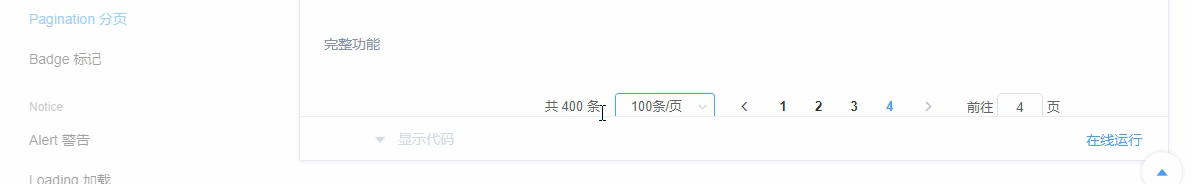 Pagination 分页
完整功能
Badge 标记
Notice
共 400 条 100条/页 1 2 3 4 前往 4 页
Alert 警告
显示代码
在线运行
Loading 加载